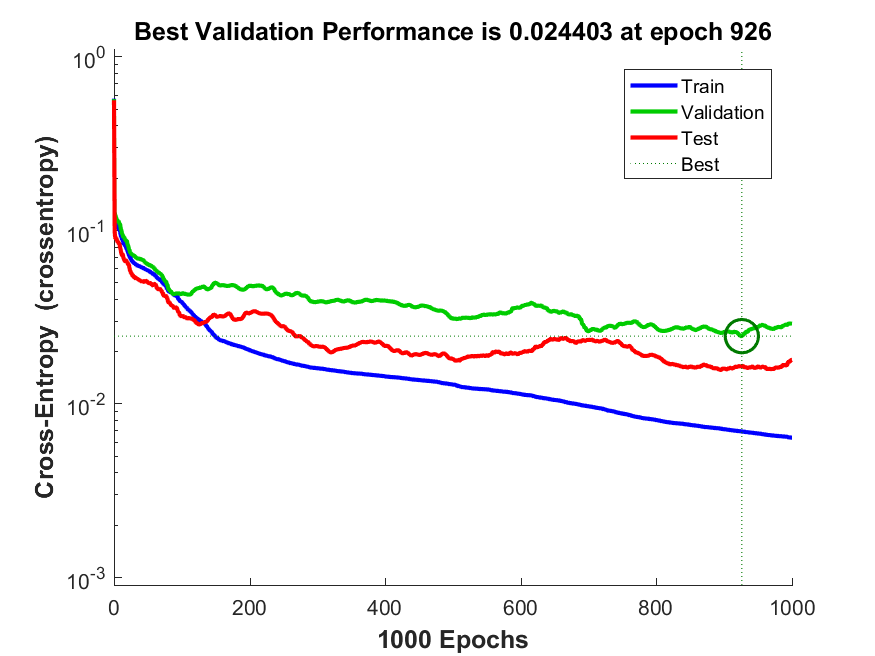 Best Validation Performance is 0.024403 at epoch 926
10^0
10^-1
10^-2
10^-3
Cross-Entropy (crossentropy)
Train
Validation
Test
Best
0 200 400 600 800 1000
1000 Epochs